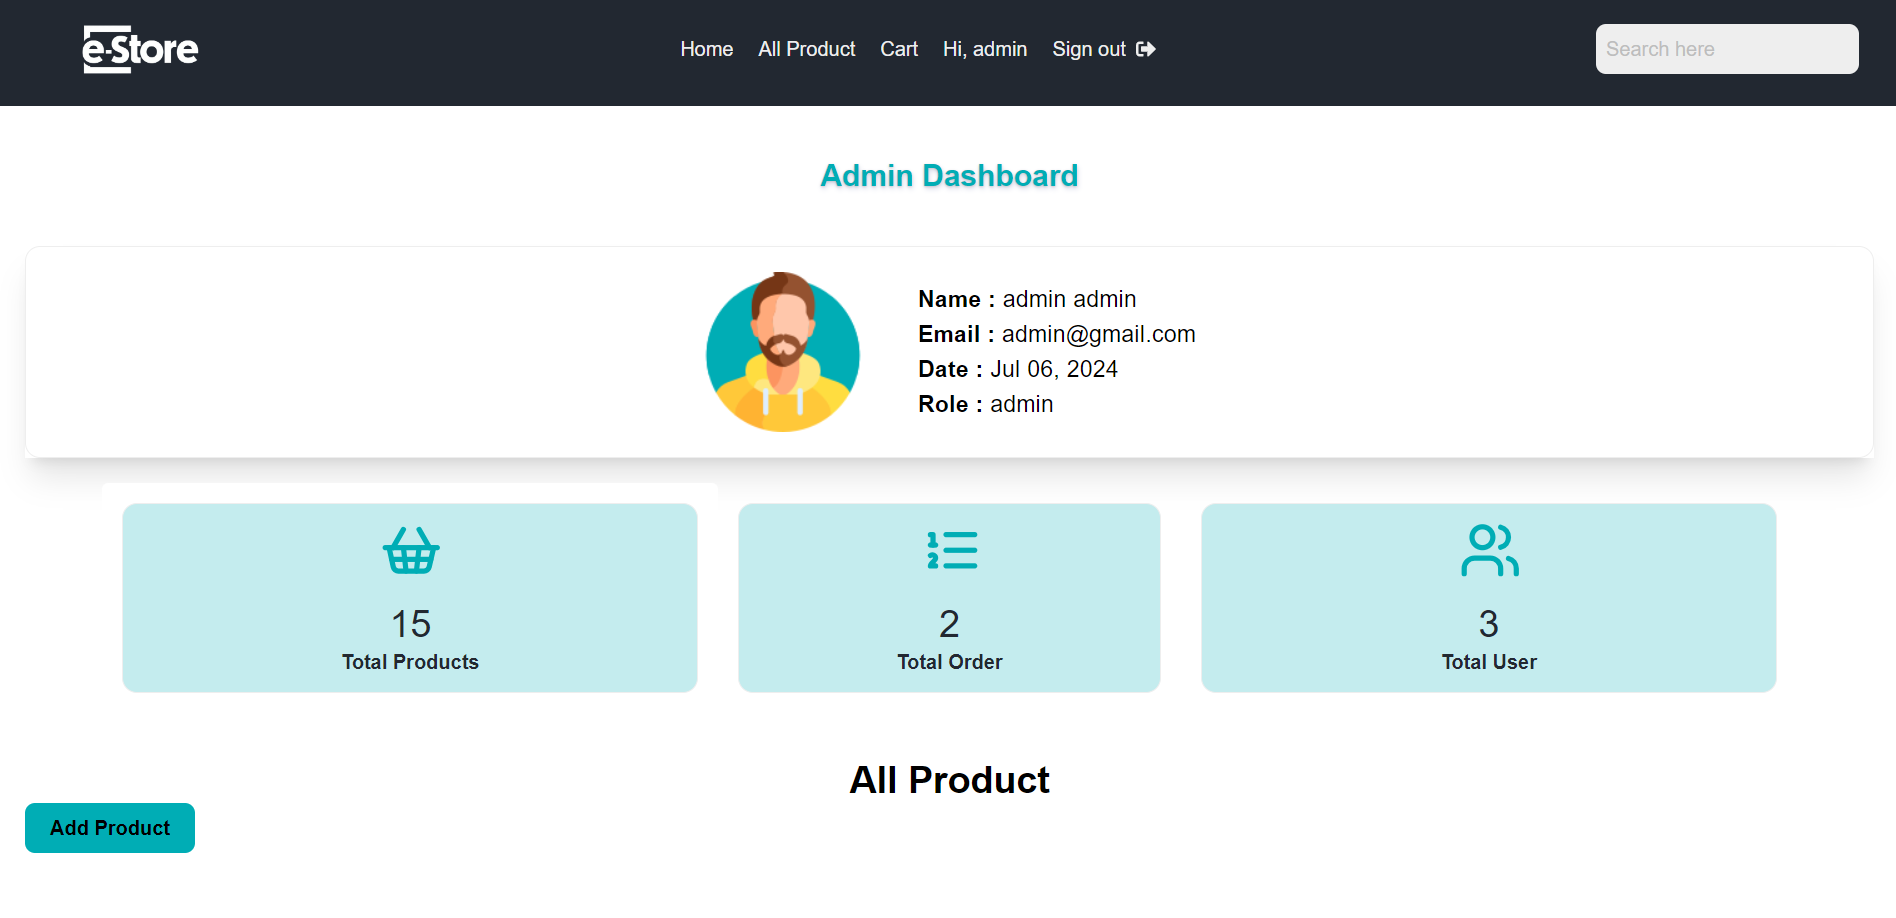 e-Store
Home All Product Cart Hi, admin Sign out
Search here
Admin Dashboard
Name : admin admin
Email : admin@gmail.com
Date : Jul 06, 2024
Role : admin
1
2
15
Total Products
2
Total Order
3
Total User
All Product
Add Product